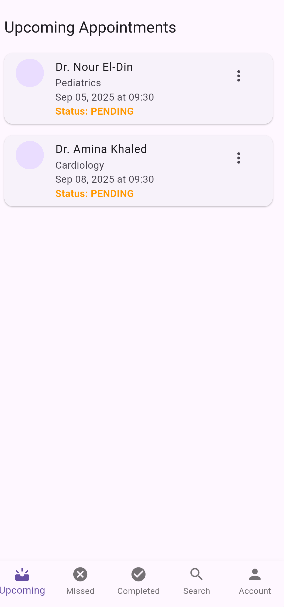 Upcoming Appointments
Dr. Nour El-Din
Pediatrics
Sep 05, 2025 at 09:30
Status: PENDING
Dr. Amina Khaled
Cardiology
Sep 08, 2025 at 09:30
Status: PENDING
Upcoming Missed Completed Search Account